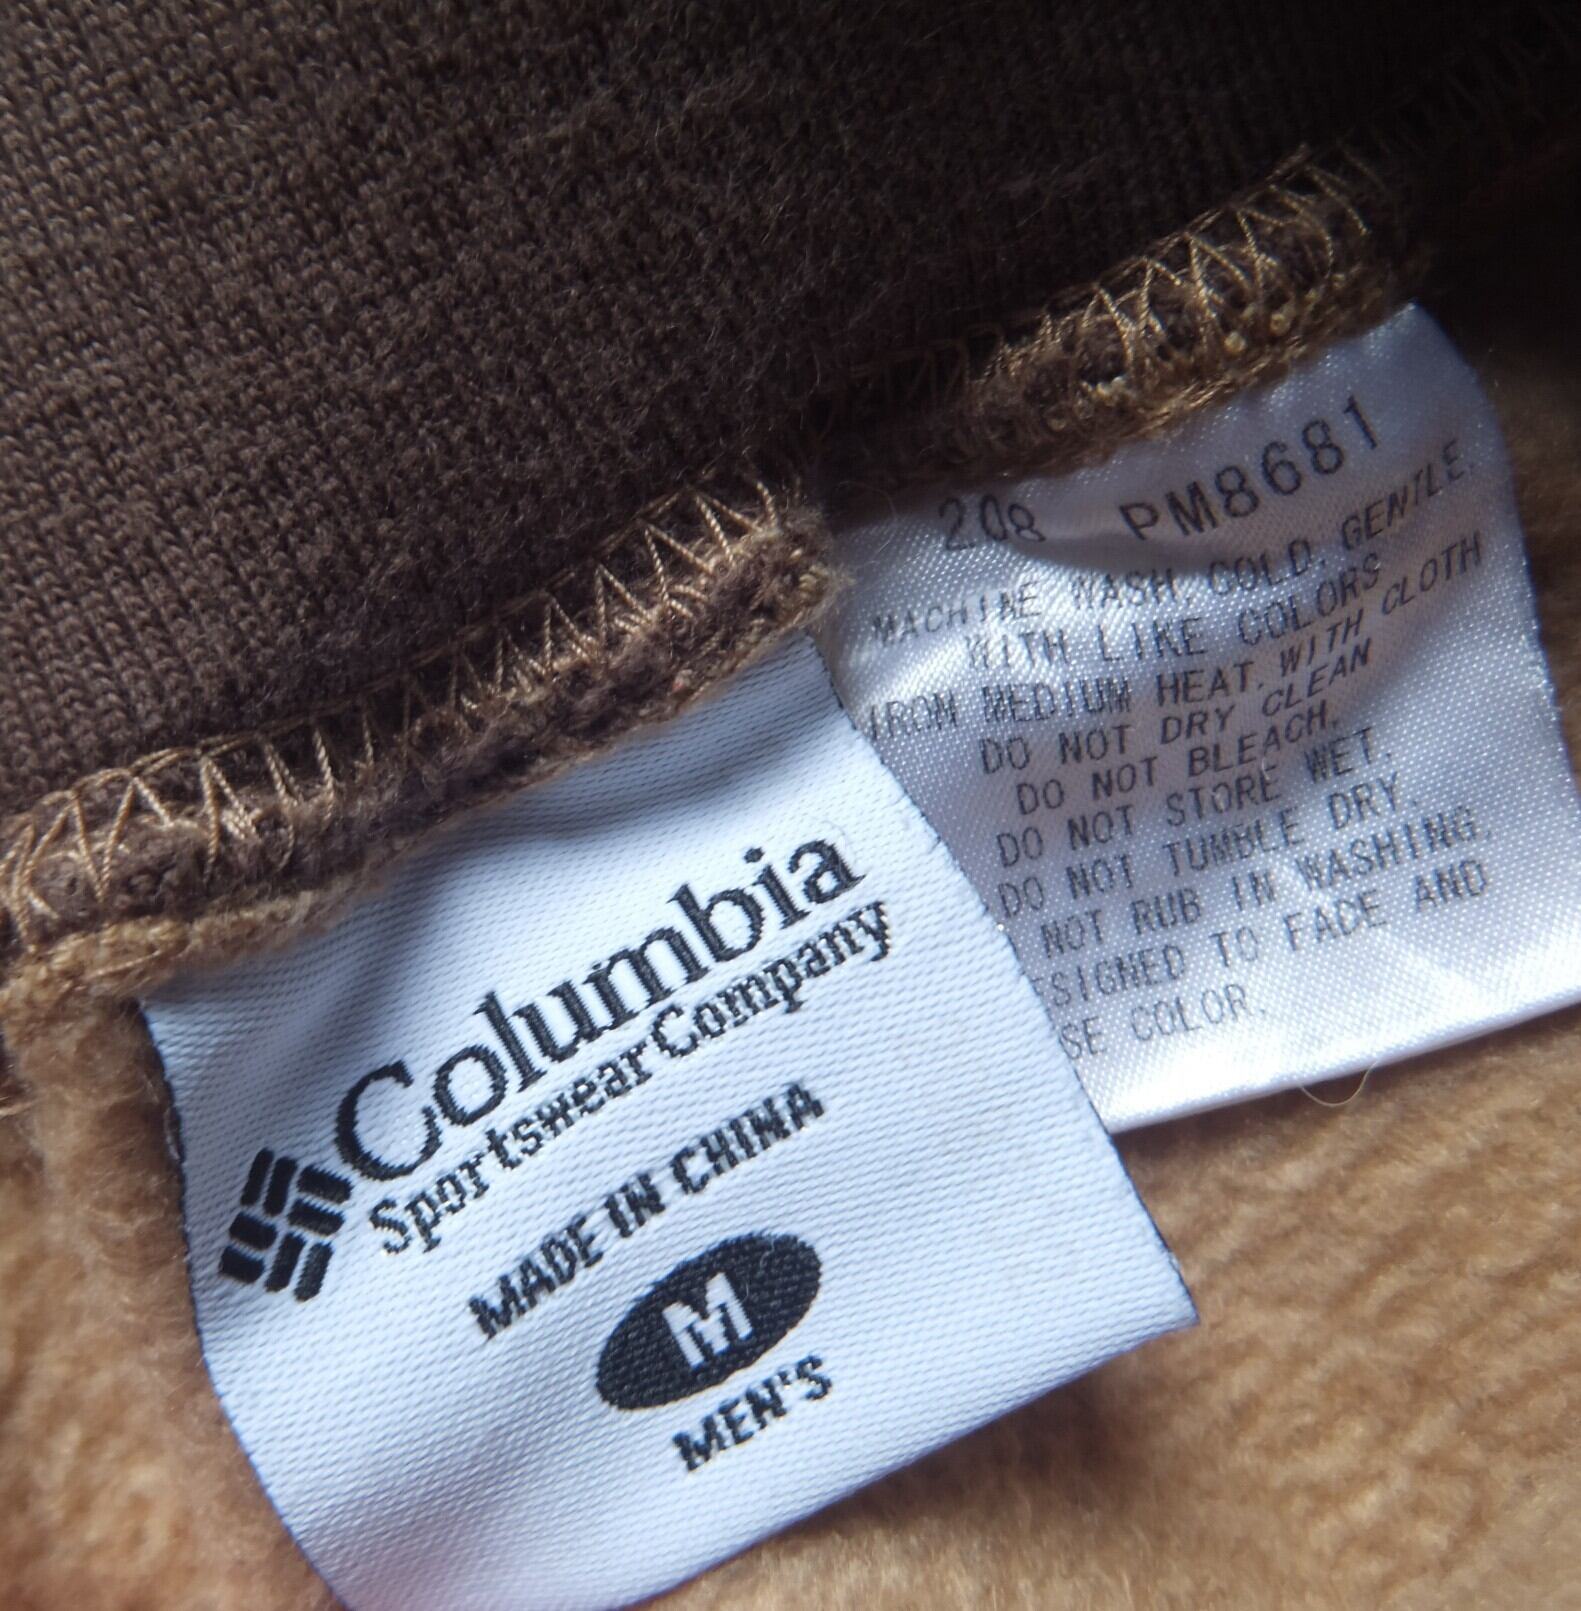 208 PM8681
MACHINE WASH COLD, GENTLE,
WITH LIKE COLORS
IRON MEDIUM HEAT. WITH CLOTH
DO NOT DRY CLEAN
DO NOT BLEACH.
DO NOT STORE WET.
DO NOT TUMBLE DRY.
NOT RUB IN WASHING.
SIGNED TO FADE AND
SE COLOR.
Columbia
Sportswear Company
MADE IN CHINA
M
MEN'S